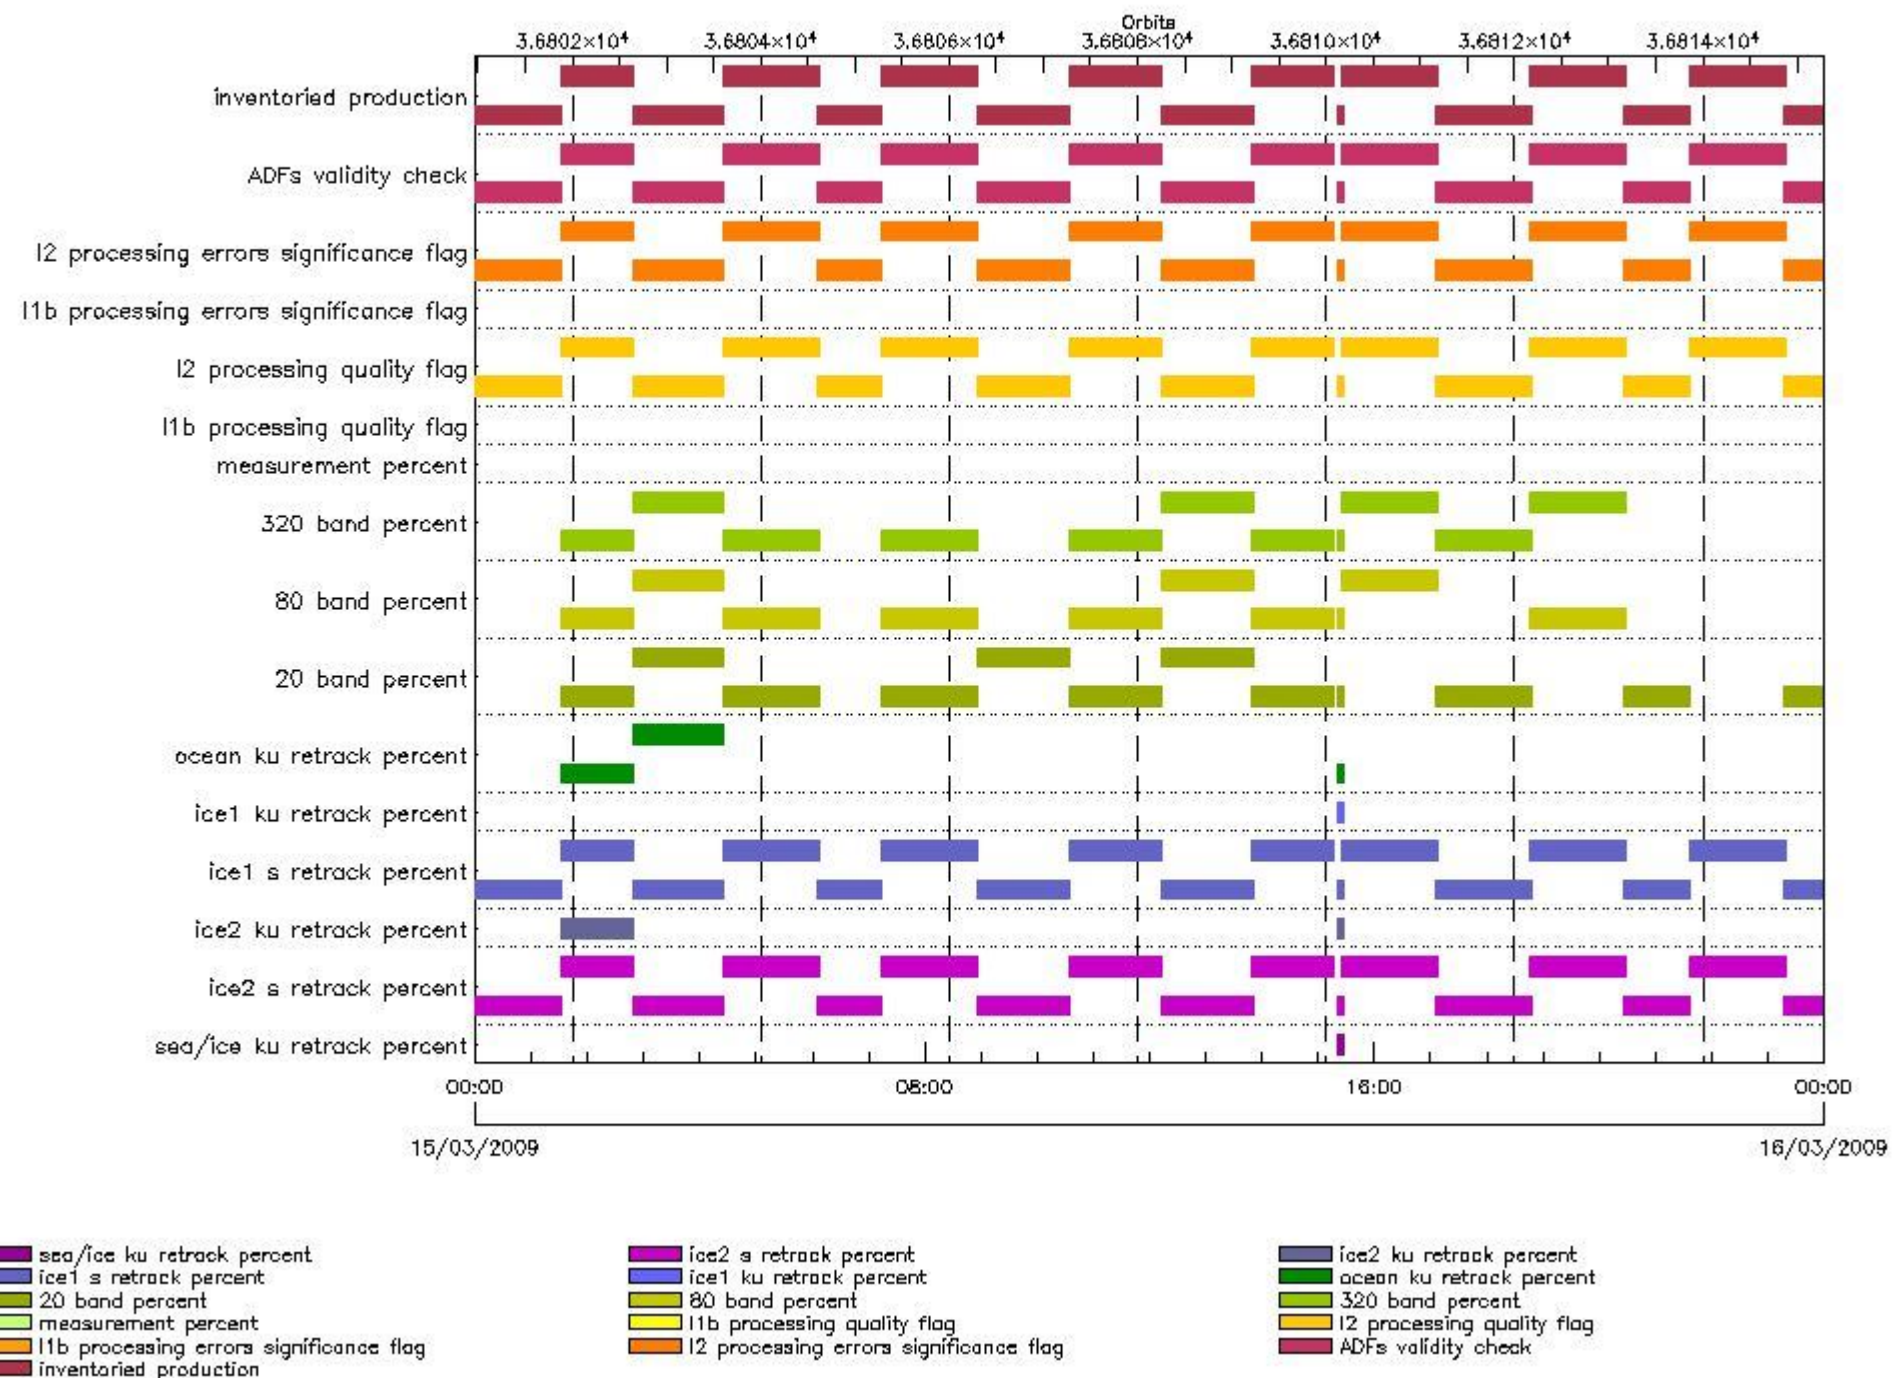 Orbits
3.6802×10⁴ 3.6804×10⁴ 3.6806×10⁴ 3.6808×10⁴ 3.6810×10⁴ 3.6812×10⁴ 3.6814×10⁴
inventoried production
ADFs validity check
l2 processing errors significance flag
l1b processing errors significance flag
l2 processing quality flag
l1b processing quality flag
measurement percent
320 band percent
80 band percent
20 band percent
ocean ku retrack percent
ice1 ku retrack percent
ice1 s retrack percent
ice2 ku retrack percent
ice2 s retrack percent
sea/ice ku retrack percent
00:00 08:00 16:00 00:00
15/03/2009 16/03/2009
sea/ice ku retrack percent ice2 s retrack percent ice2 ku retrack percent
ice1 s retrack percent ice1 ku retrack percent ocean ku retrack percent
20 band percent 80 band percent 320 band percent
measurement percent l1b processing quality flag l2 processing quality flag
l1b processing errors significance flag l2 processing errors significance flag ADFs validity check
inventoried production